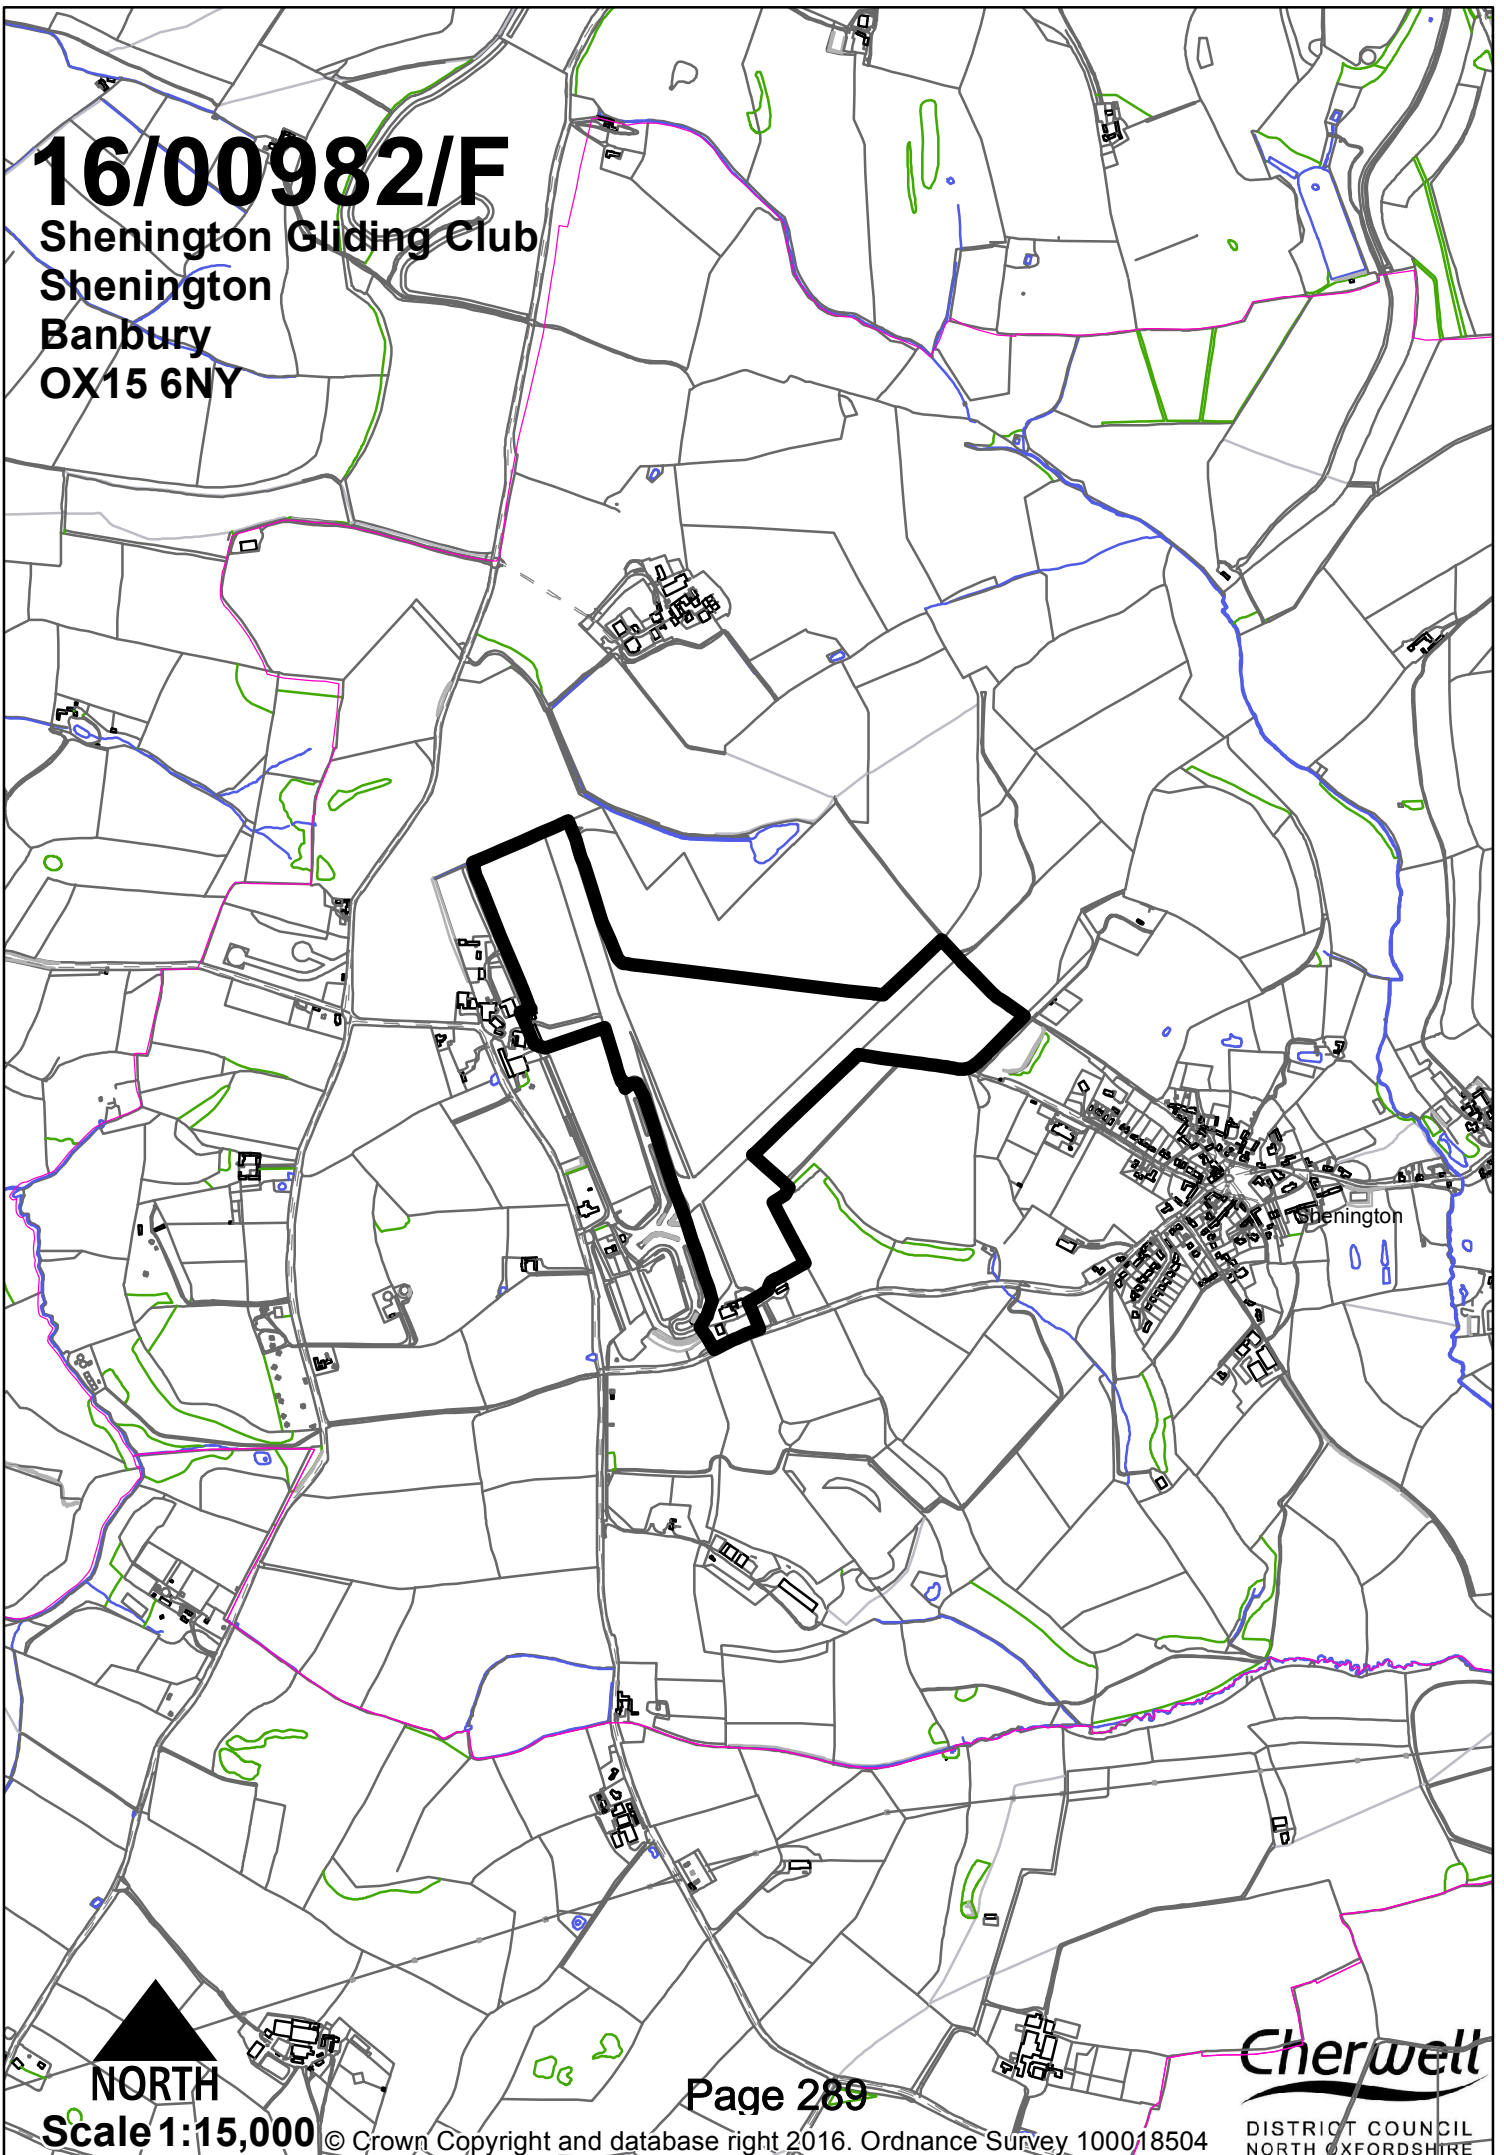 16/00982/F
Shenington Gliding Club
Shenington
Banbury
OX15 6NY
Shenington
NORTH
Scale 1:15,000
Page 289
© Crown Copyright and database right 2016. Ordnance Survey 100018504
Cherwell
DISTRICT COUNCIL
NORTH OXFORDSHIRE